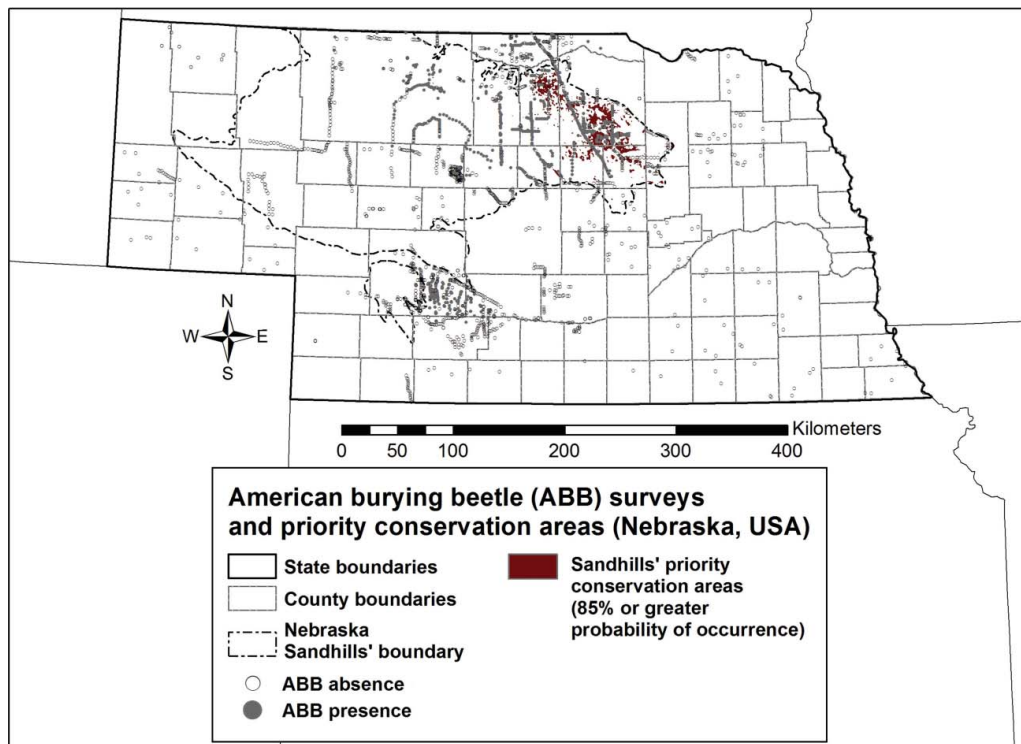 N
W E
S
Kilometers
0 50 100 200 300 400
American burying beetle (ABB) surveys
and priority conservation areas (Nebraska, USA)
State boundaries
County boundaries
Nebraska
Sandhills' boundary
ABB absence
ABB presence
Sandhills' priority
conservation areas
(85% or greater
probability of occurrence)